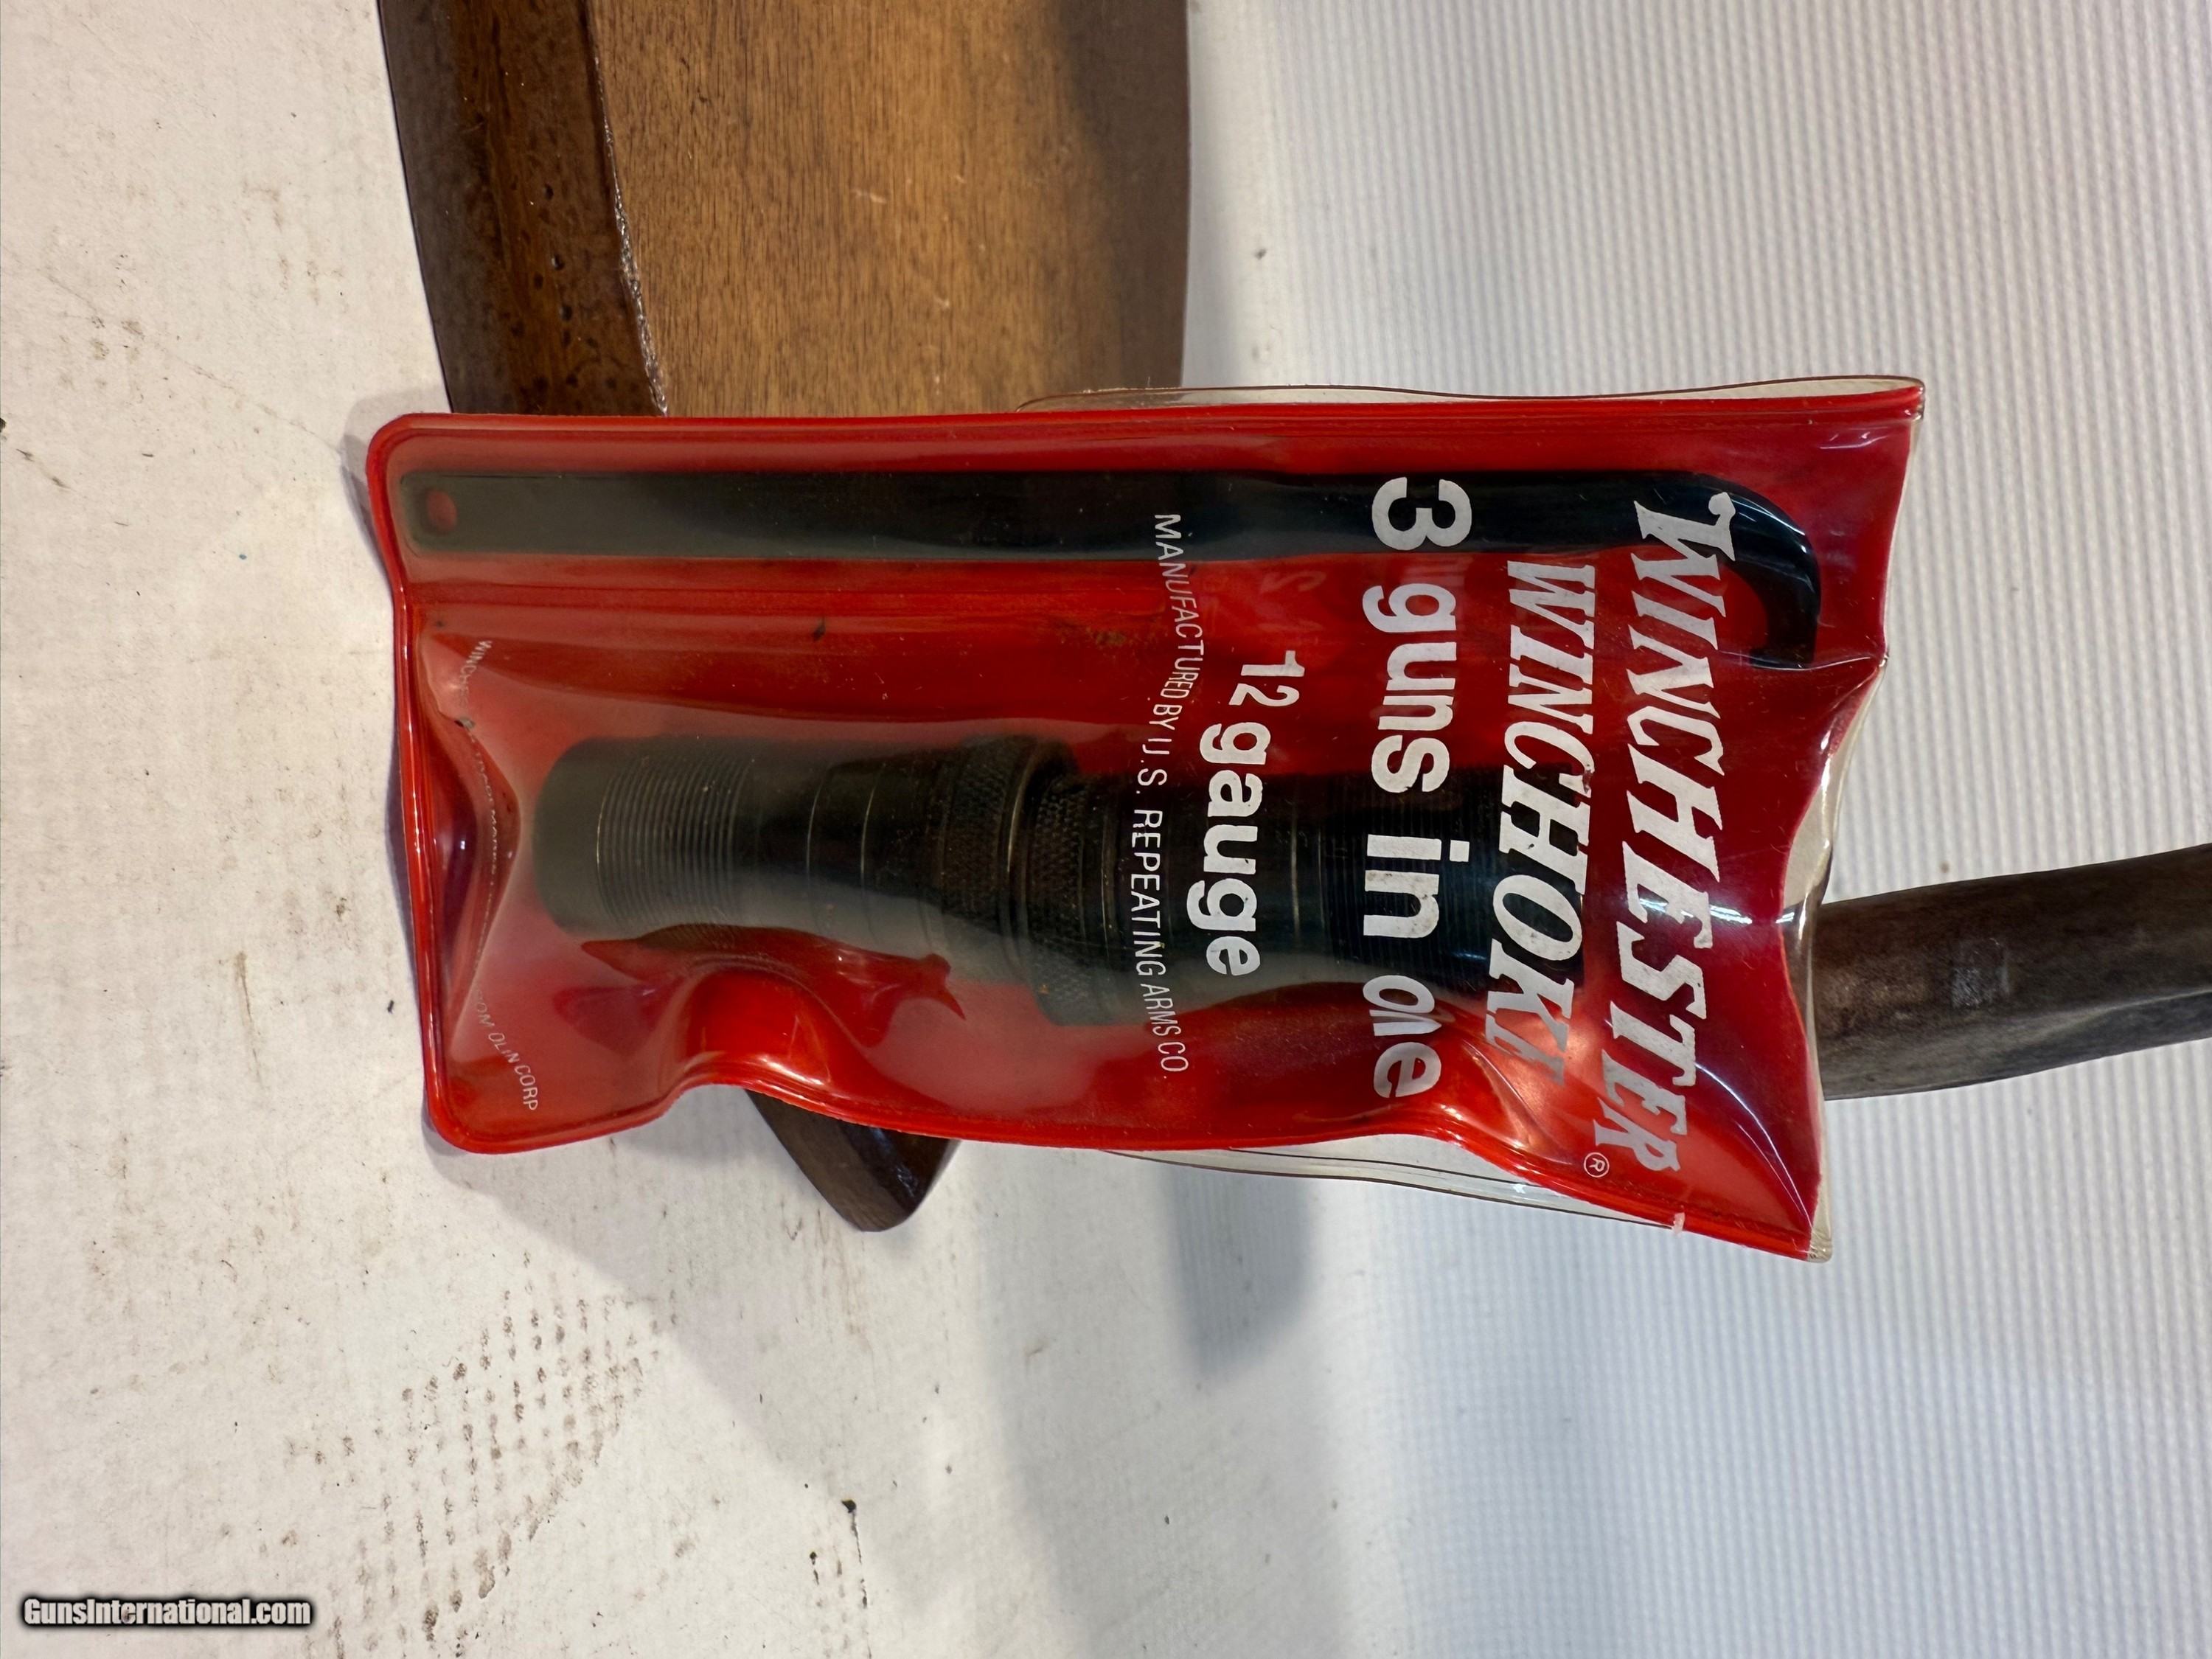 WINCHESTER®
WINCHOKE
3 guns in one
12 gauge
MANUFACTURED BY U.S. REPEATING ARMS CO.
OLIN CORP
GunsInternational.com